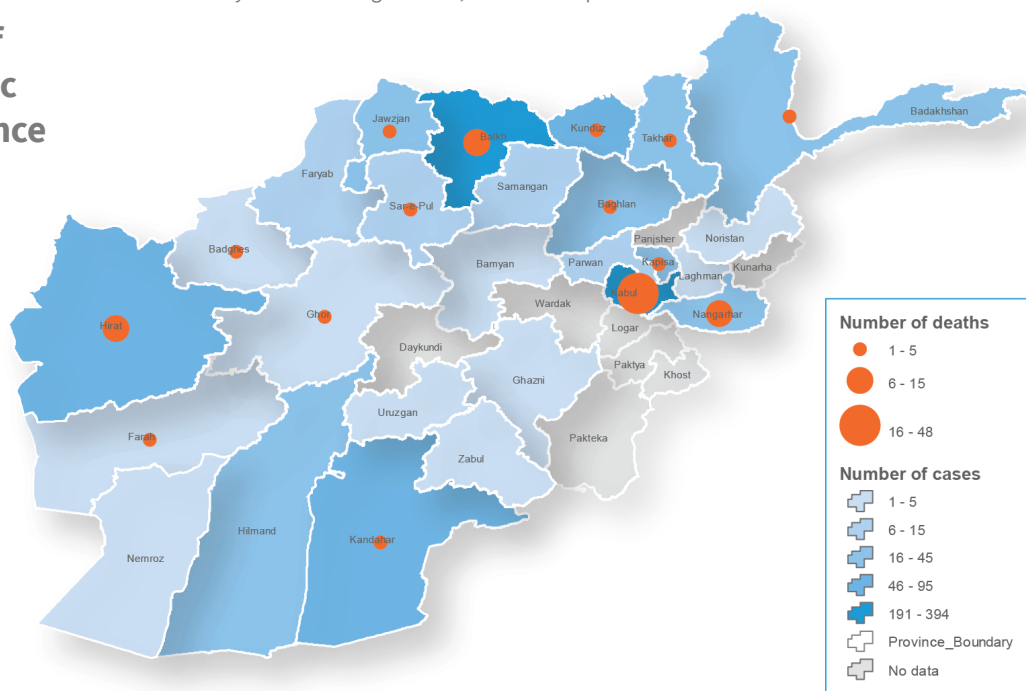 c
nce
Jawzjan
Balkh
Kunduz
Takhar
Badakhshan
Faryab
Samangan
Sar-e-Pul
Baghlan
Panjsher
Noristan
Badghes
Bamyan
Parwan
Kapisa
Laghman
Kunarha
Hirat
Ghor
Wardak
Kabul
Nangarhar
Logar
Daykundi
Paktya
Khost
Ghazni
Uruzgan
Farah
Pakteka
Zabul
Hilmand
Kandahar
Nemroz
Number of deaths
1 - 5
6 - 15
16 - 48
Number of cases
1 - 5
6 - 15
16 - 45
46 - 95
191 - 394
Province_Boundary
No data